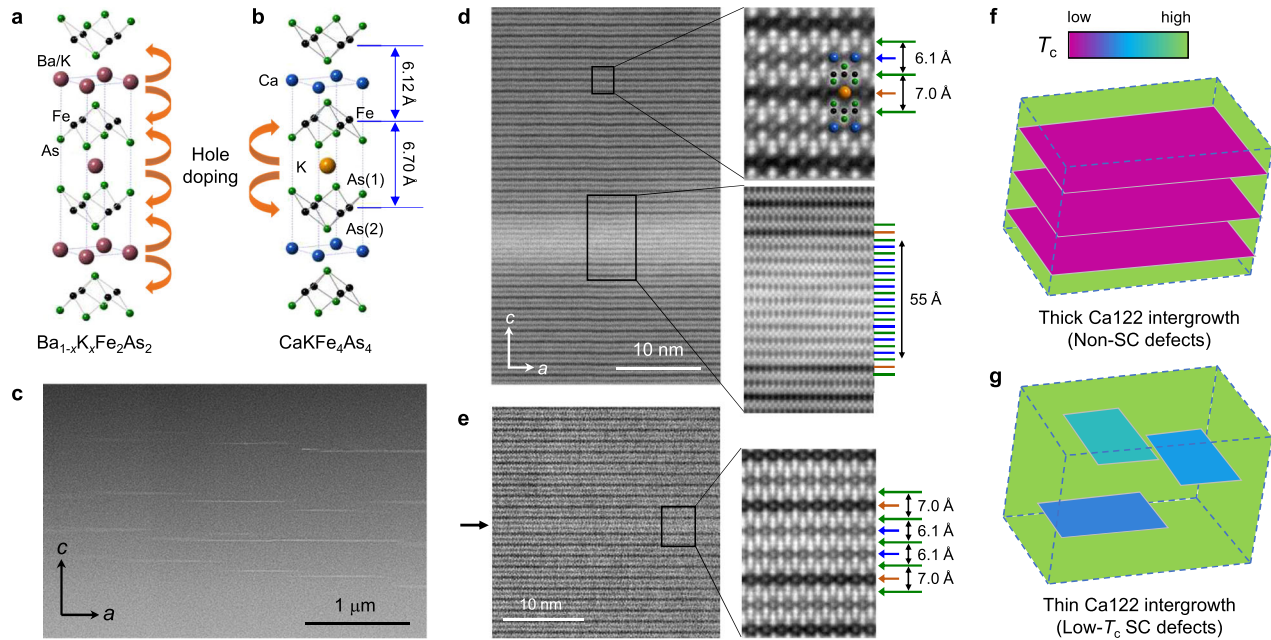 a
Ba/K
Fe
As
Ba1-xKxFe2As2
Hole
doping
b
Ca
Fe
K
As(1)
As(2)
6.12 Å
6.70 Å
CaKFe4As4
c
c
a
1 μm
d
c
a
10 nm
6.1 Å
7.0 Å
55 Å
e
10 nm
7.0 Å
6.1 Å
6.1 Å
7.0 Å
f
low
high
Tc
Thick Ca122 intergrowth
(Non-SC defects)
g
Thin Ca122 intergrowth
(Low-Tc SC defects)